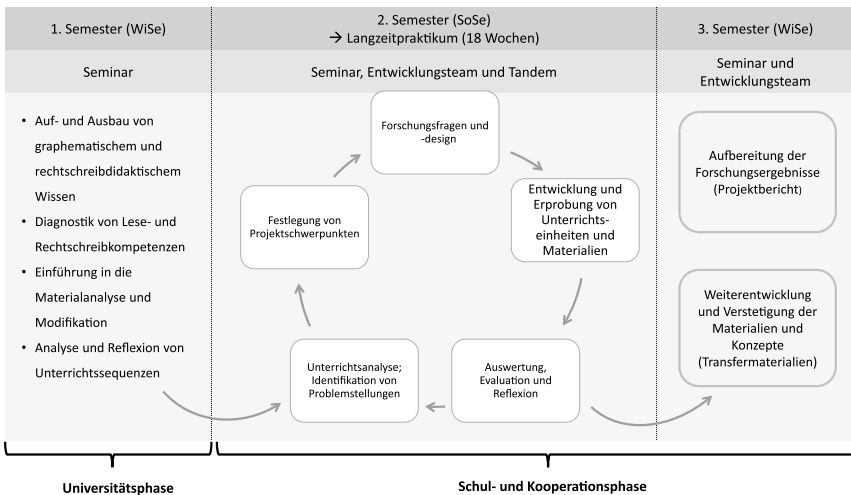 1. Semester (WiSe)
2. Semester (SoSe)
→ Langzeitpraktikum (18 Wochen)
3. Semester (WiSe)
Seminar
Seminar, Entwicklungsteam und Tandem
Seminar und
Entwicklungsteam
• Auf- und Ausbau von
graphematischem und
rechtschreibdidaktischem
Wissen
• Diagnostik von Lese- und
Rechtschreibkompetenzen
• Einführung in die
Materialanalyse und
Modifikation
• Analyse und Reflexion von
Unterrichtssequenzen
Forschungsfragen und
-design
Entwicklung und
Erprobung von
Unterrichts-
einheiten und
Materialien
Auswertung,
Evaluation und
Reflexion
Unterrichtsanalyse;
Identifikation von
Problemstellungen
Festlegung von
Projektschwerpunkten
Aufbereitung der
Forschungsergebnisse
(Projektbericht)
Weiterentwicklung
und Verstetigung der
Materialien und
Konzepte
(Transfermaterialien)
Universitätsphase
Schul- und Kooperationsphase